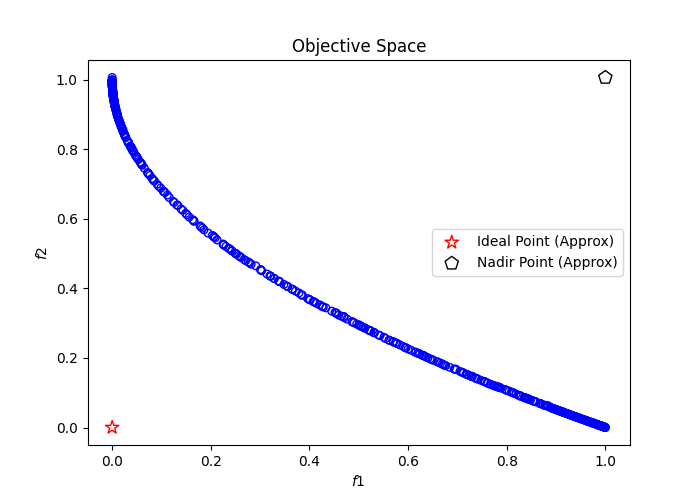 Objective Space
1.0
0.8
0.6
0.4
0.2
0.0
f2
Ideal Point (Approx)
Nadir Point (Approx)
0.0 0.2 0.4 0.6 0.8 1.0
f1